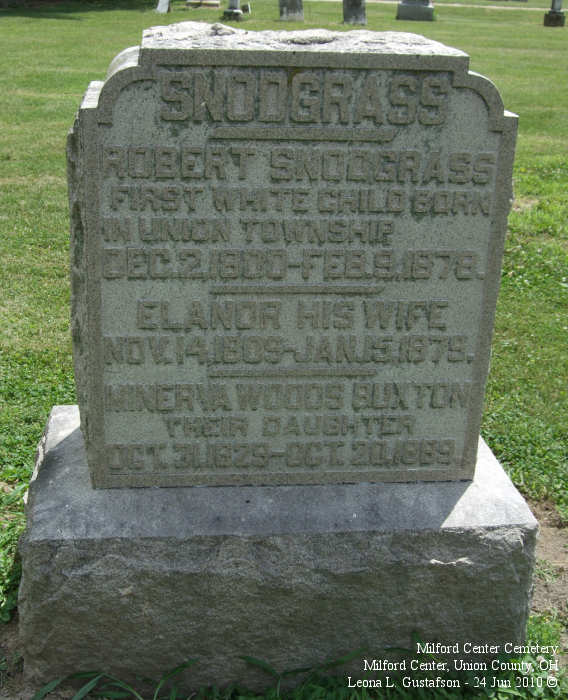 SNODGRASS
ROBERT SNODGRASS
FIRST WHITE CHILD BORN
IN UNION TOWNSHIP
DEC. 2, 1800-FEB. 9, 1878.
ELANOR HIS WIFE
NOV. 14, 1809-JAN. 15, 1879.
MINERVA WOODS BUXTON
THEIR DAUGHTER
OCT. 31, 1829-OCT. 20, 1869.
Milford Center Cemetery
Milford Center, Union County, OH
Leona L. Gustafson - 24 Jun 2010 ©